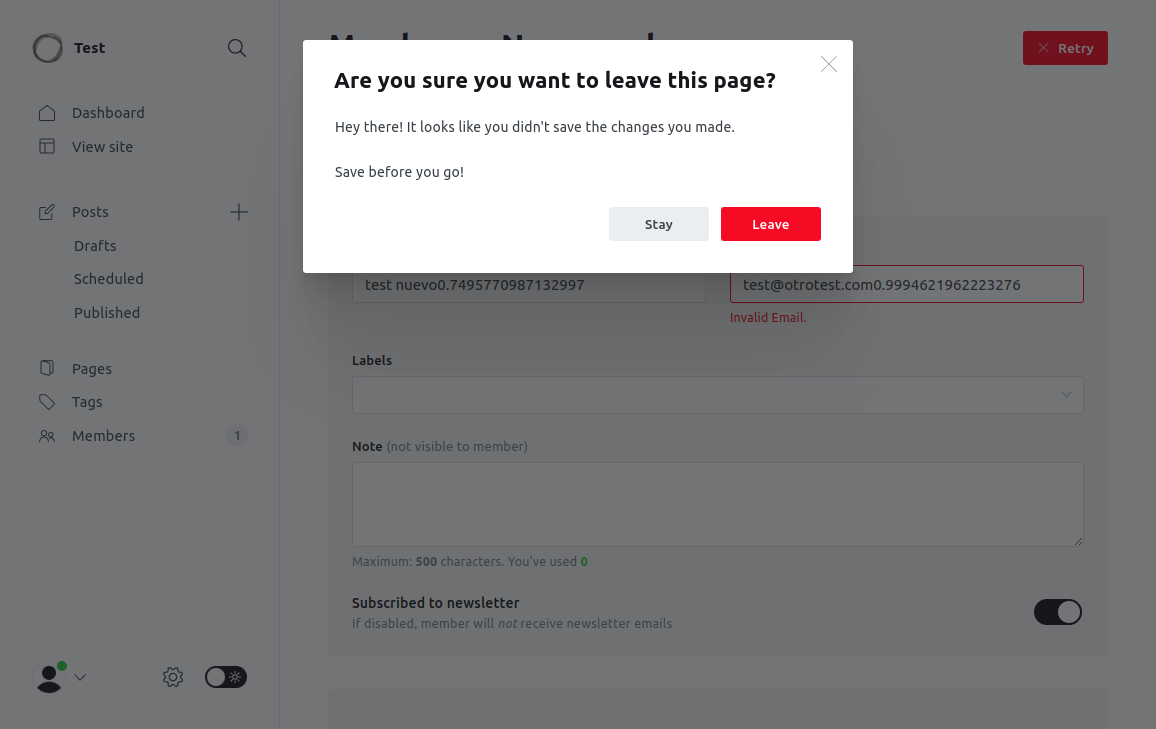 Test
Retry
Are you sure you want to leave this page?
Hey there! It looks like you didn't save the changes you made.
Save before you go!
Stay
Leave
Dashboard
View site
Posts
Drafts
Scheduled
Published
Pages
Tags
Members 1
test nuevo0.7495770987132997
test@otrotest.com0.9994621962223276
Invalid Email.
Labels
Note (not visible to member)
Maximum: 500 characters. You've used 0
Subscribed to newsletter
If disabled, member will not receive newsletter emails